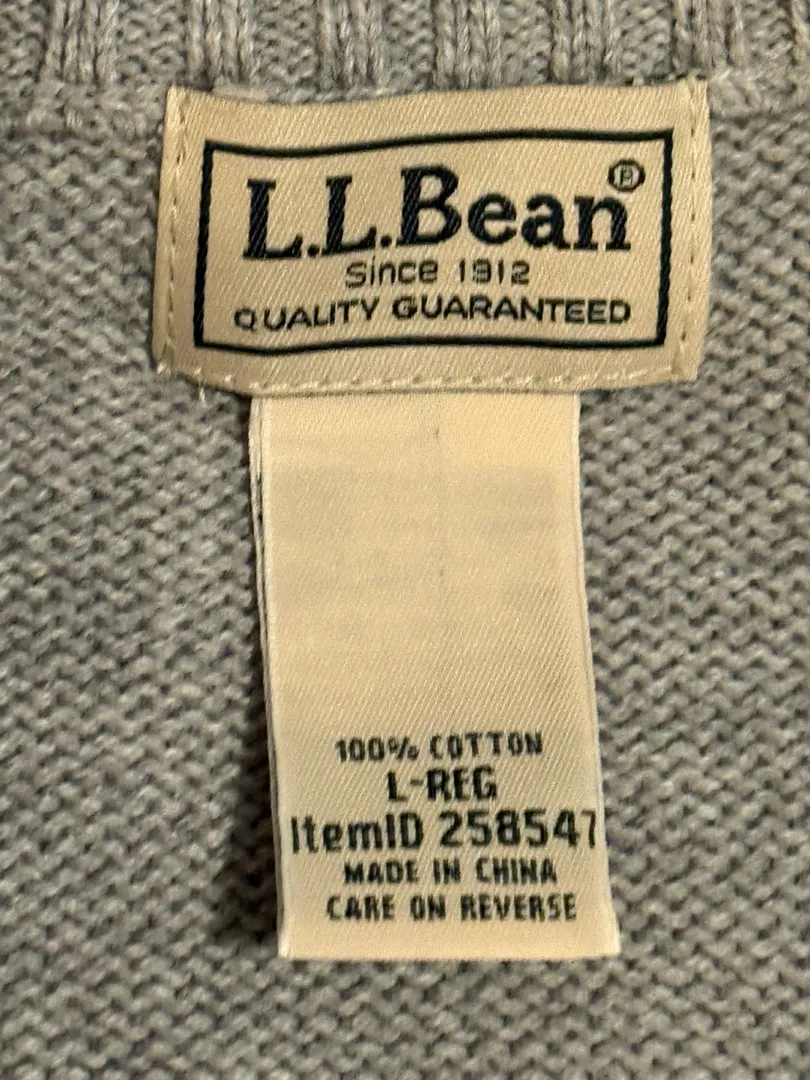 L.L.Bean®
Since 1912
QUALITY GUARANTEED
100% COTTON
L-REG
ItemID 258547
MADE IN CHINA
CARE ON REVERSE